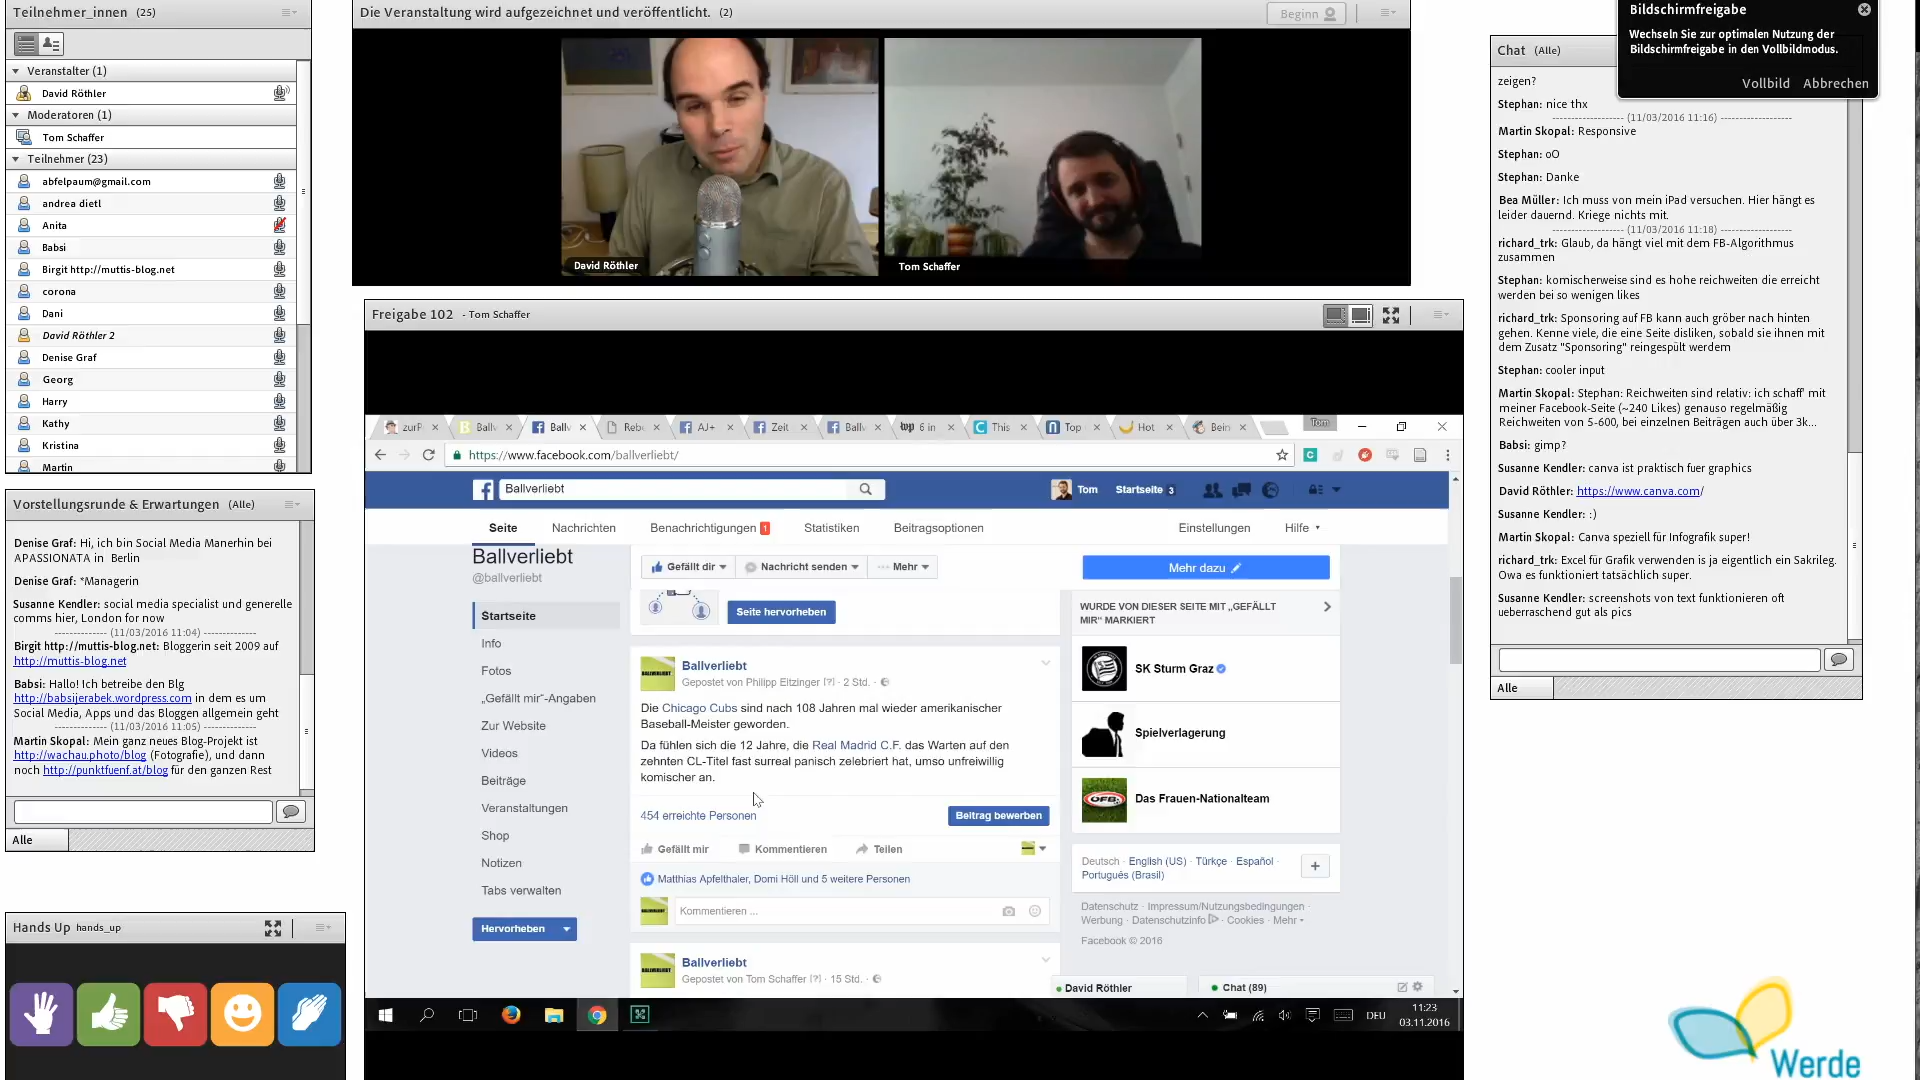 Teilnehmer_innen (25)
Veranstalter (1)
David Röthler
Moderatoren (1)
Tom Schaffer
Teilnehmer (23)
abfelpaum@gmail.com
andrea dietl
Anita
Babsi
Birgit http://muttis-blog.net
corona
Dani
David Röthler 2
Denise Graf
Georg
Harry
Kathy
Kristina
Martin
Vorstellungsrunde & Erwartungen (Alle)
Denise Graf: Hi, ich bin Social Media Manerhin bei
APASSIONATA in Berlin
Denise Graf: *Managerin
Susanne Kendler: social media specialist und generelle
comms hier, London for now
------------------- (11/03/2016 11:04) ----------------
Birgit http://muttis-blog.net: Bloggerin seit 2009 auf
http://muttis-blog.net
Babsi: Hallo! Ich betreibe den Blg
http://babsijerabek.wordpress.com in dem es um
Social Media, Apps und das Bloggen allgemein geht
------------------- (11/03/2016 11:05) ----------------
Martin Skopal: Mein ganz neues Blog-Projekt ist
http://wachau.photo/blog (Fotografie), und dann
noch http://punktfuenf.at/blog für den ganzen Rest
Alle
Hands Up hands_up
Die Veranstaltung wird aufgezeichnet und veröffentlicht. (2)
Beginn
David Röthler
Tom Schaffer
Freigabe 102 - Tom Schaffer
zurP
Ballv
Ballv
Reb
AJ+
Zeit
Ballv
6 in
This
Top
Hot
Bein
Tom
https://www.facebook.com/ballverliebt/
Ballverliebt
Tom
Startseite 3
Seite
Nachrichten
Benachrichtigungen 1
Statistiken
Beitragsoptionen
Einstellungen
Hilfe
Ballverliebt
@ballverliebt
Gefällt dir
Nachricht senden
Mehr
Mehr dazu
Startseite
Info
Fotos
„Gefällt mir“-Angaben
Zur Website
Videos
Beiträge
Veranstaltungen
Shop
Notizen
Tabs verwalten
Hervorheben
Seite hervorheben
Ballverliebt
Gepostet von Philipp Eitzinger [?] · 2 Std. ·
Die Chicago Cubs sind nach 108 Jahren mal wieder amerikanischer
Baseball-Meister geworden.
Da fühlen sich die 12 Jahre, die Real Madrid C.F. das Warten auf den
zehnten CL-Titel fast surreal panisch zelebriert hat, umso unfreiwillig
komischer an.
454 erreichte Personen
Beitrag bewerben
Gefällt mir
Kommentieren
Teilen
Matthias Apfelthaler, Domi Höll und 5 weitere Personen
Kommentieren ...
Ballverliebt
Gepostet von Tom Schaffer [?] · 15 Std. ·
WURDE VON DIESER SEITE MIT „GEFÄLLT
MIR“ MARKIERT
SK Sturm Graz
Spielverlagerung
ÖFB
Das Frauen-Nationalteam
Deutsch · English (US) · Türkçe · Español ·
Português (Brasil)
Datenschutz · Impressum/Nutzungsbedingungen ·
Werbung · Datenschutzinfo · Cookies · Mehr
Facebook © 2016
David Röthler
Chat (89)
DEU
11:23
03.11.2016
Chat (Alle)
zeigen?
Stephan: nice thx
------------------- (11/03/2016 11:16) -------------------
Martin Skopal: Responsive
Stephan: oO
Stephan: Danke
Bea Müller: Ich muss von mein iPad versuchen. Hier hängt es
leider dauernd. Kriege nichts mit.
------------------- (11/03/2016 11:18) -------------------
richard_trk: Glaub, da hängt viel mit dem FB-Algorithmus
zusammen
Stephan: komischerweise sind es hohe reichweiten die erreicht
werden bei so wenigen likes
richard_trk: Sponsoring auf FB kann auch gröber nach hinten
gehen. Kenne viele, die eine Seite disliken, sobald sie ihnen mit
dem Zusatz "Sponsoring" reingespült werdem
Stephan: cooler input
Martin Skopal: Stephan: Reichweiten sind relativ: ich schaff' mit
meiner Facebook-Seite (~240 Likes) genauso regelmäßig
Reichweiten von 5-600, bei einzelnen Beiträgen auch über 3k...
Babsi: gimp?
Susanne Kendler: canva ist praktisch fuer graphics
David Röthler: https://www.canva.com/
Susanne Kendler: :)
Martin Skopal: Canva speziell für Infografik super!
richard_trk: Excel für Grafik verwenden is ja eigentlich ein Sakrileg.
Owa es funktioniert tatsächlich super.
Susanne Kendler: screenshots von text funktionieren oft
ueberraschend gut als pics
Alle
Bildschirmfreigabe
Wechseln Sie zur optimalen Nutzung der
Bildschirmfreigabe in den Vollbildmodus.
Vollbild
Abbrechen
Werde